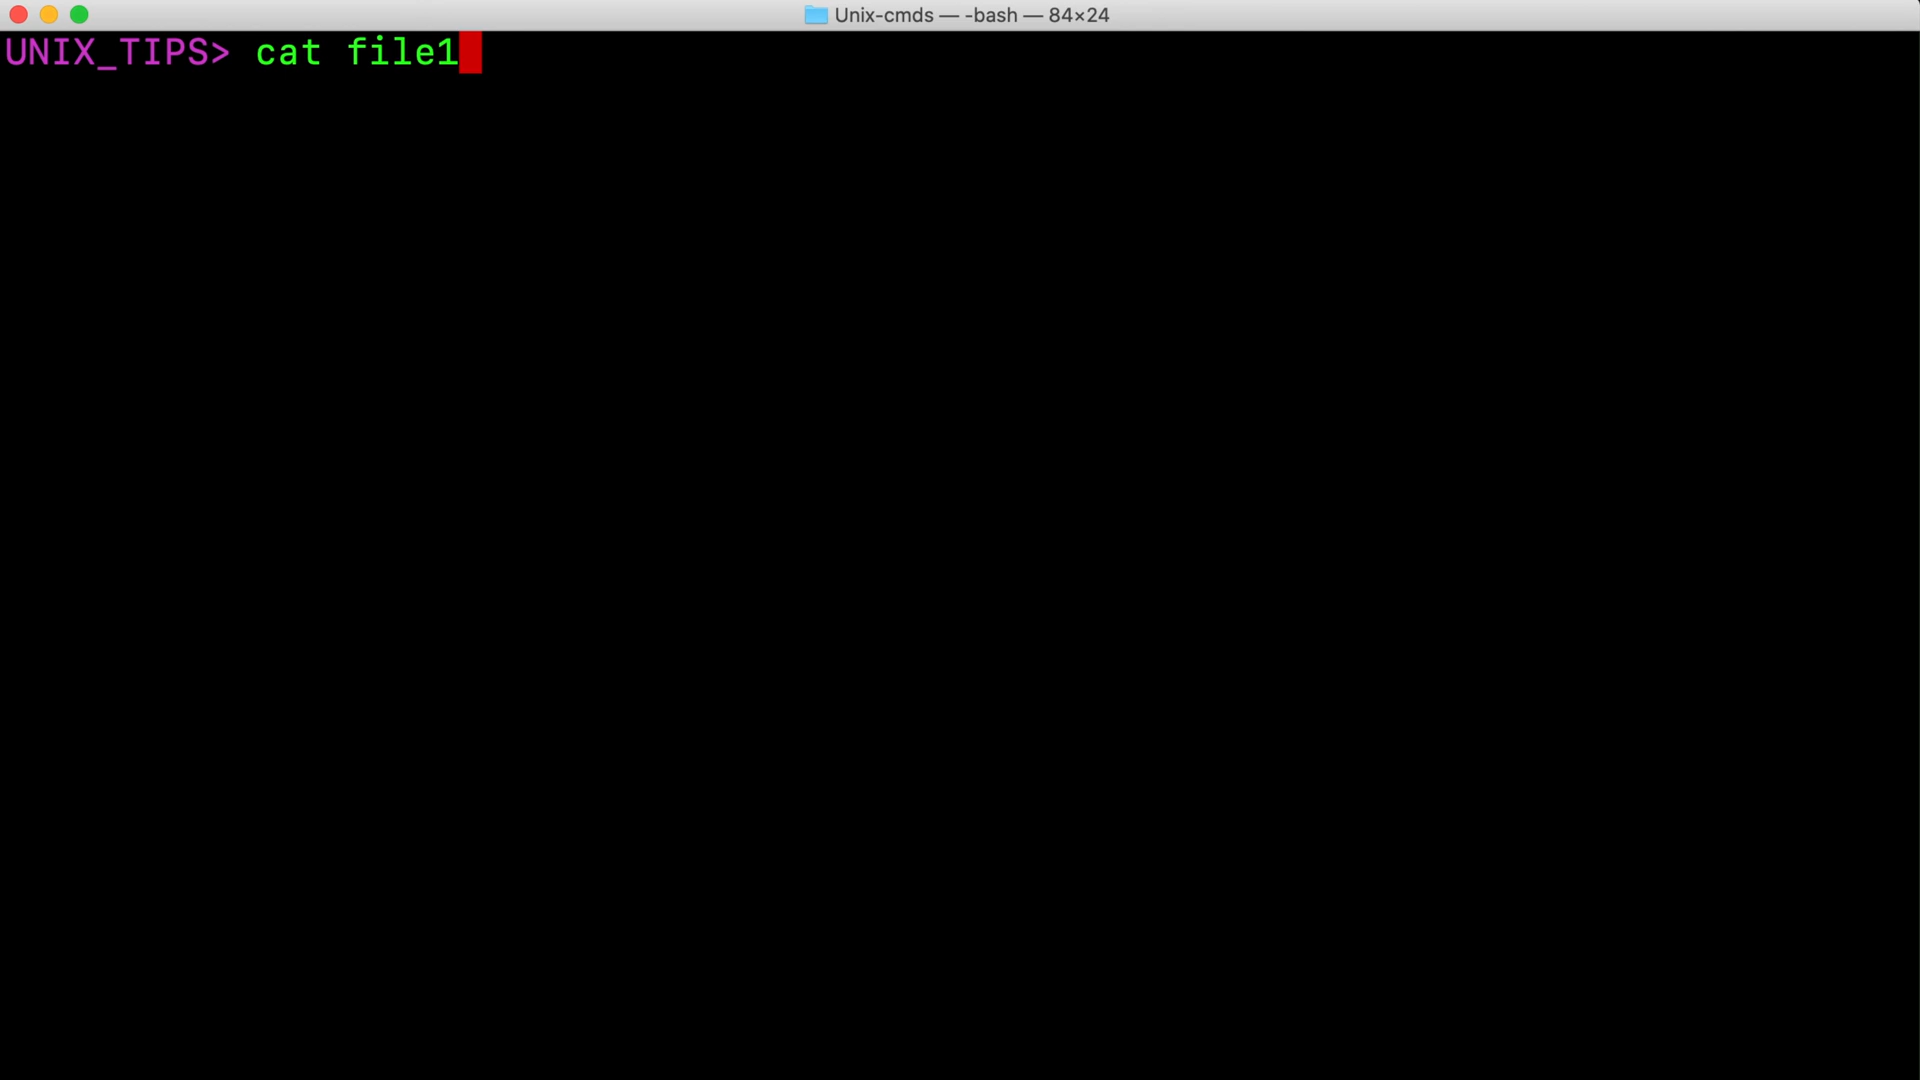 Unix-cmds — -bash — 84×24
UNIX_TIPS> cat file1